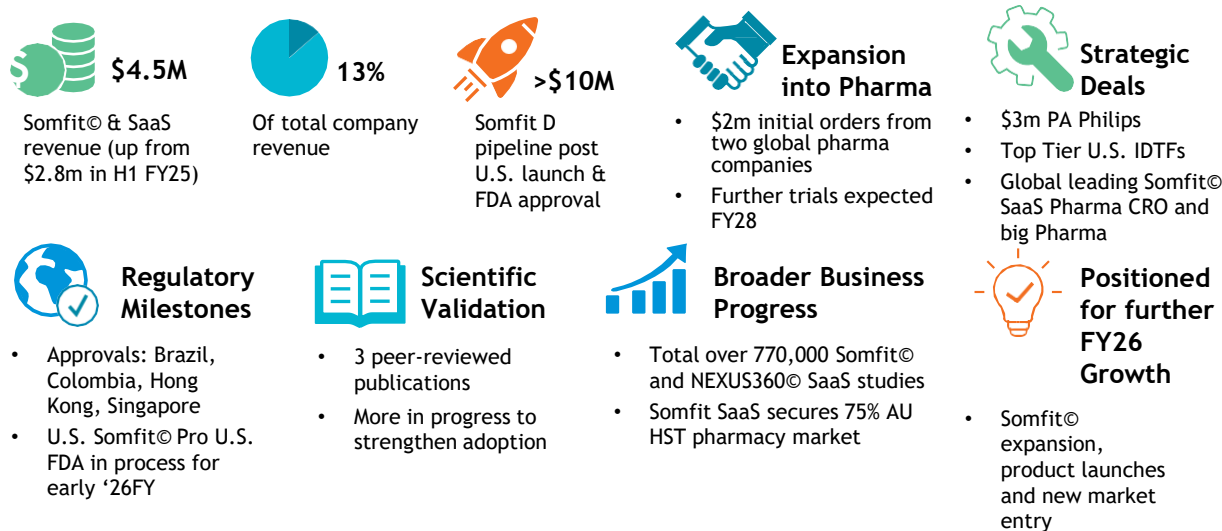 $4.5M
Somfit© & SaaS
revenue (up from
$2.8m in H1 FY25)
13%
Of total company
revenue
>$10M
Somfit D
pipeline post
U.S. launch &
FDA approval
Expansion
into Pharma
• $2m initial orders from
two global pharma
companies
• Further trials expected
FY28
Strategic
Deals
• $3m PA Philips
• Top Tier U.S. IDTFs
• Global leading Somfit©
SaaS Pharma CRO and
big Pharma
Regulatory
Milestones
• Approvals: Brazil,
Colombia, Hong
Kong, Singapore
• U.S. Somfit© Pro U.S.
FDA in process for
early ‘26FY
Scientific
Validation
• 3 peer-reviewed
publications
• More in progress to
strengthen adoption
Broader Business
Progress
• Total over 770,000 Somfit©
and NEXUS360© SaaS studies
• Somfit SaaS secures 75% AU
HST pharmacy market
Positioned
for further
FY26
Growth
• Somfit©
expansion,
product launches
and new market
entry